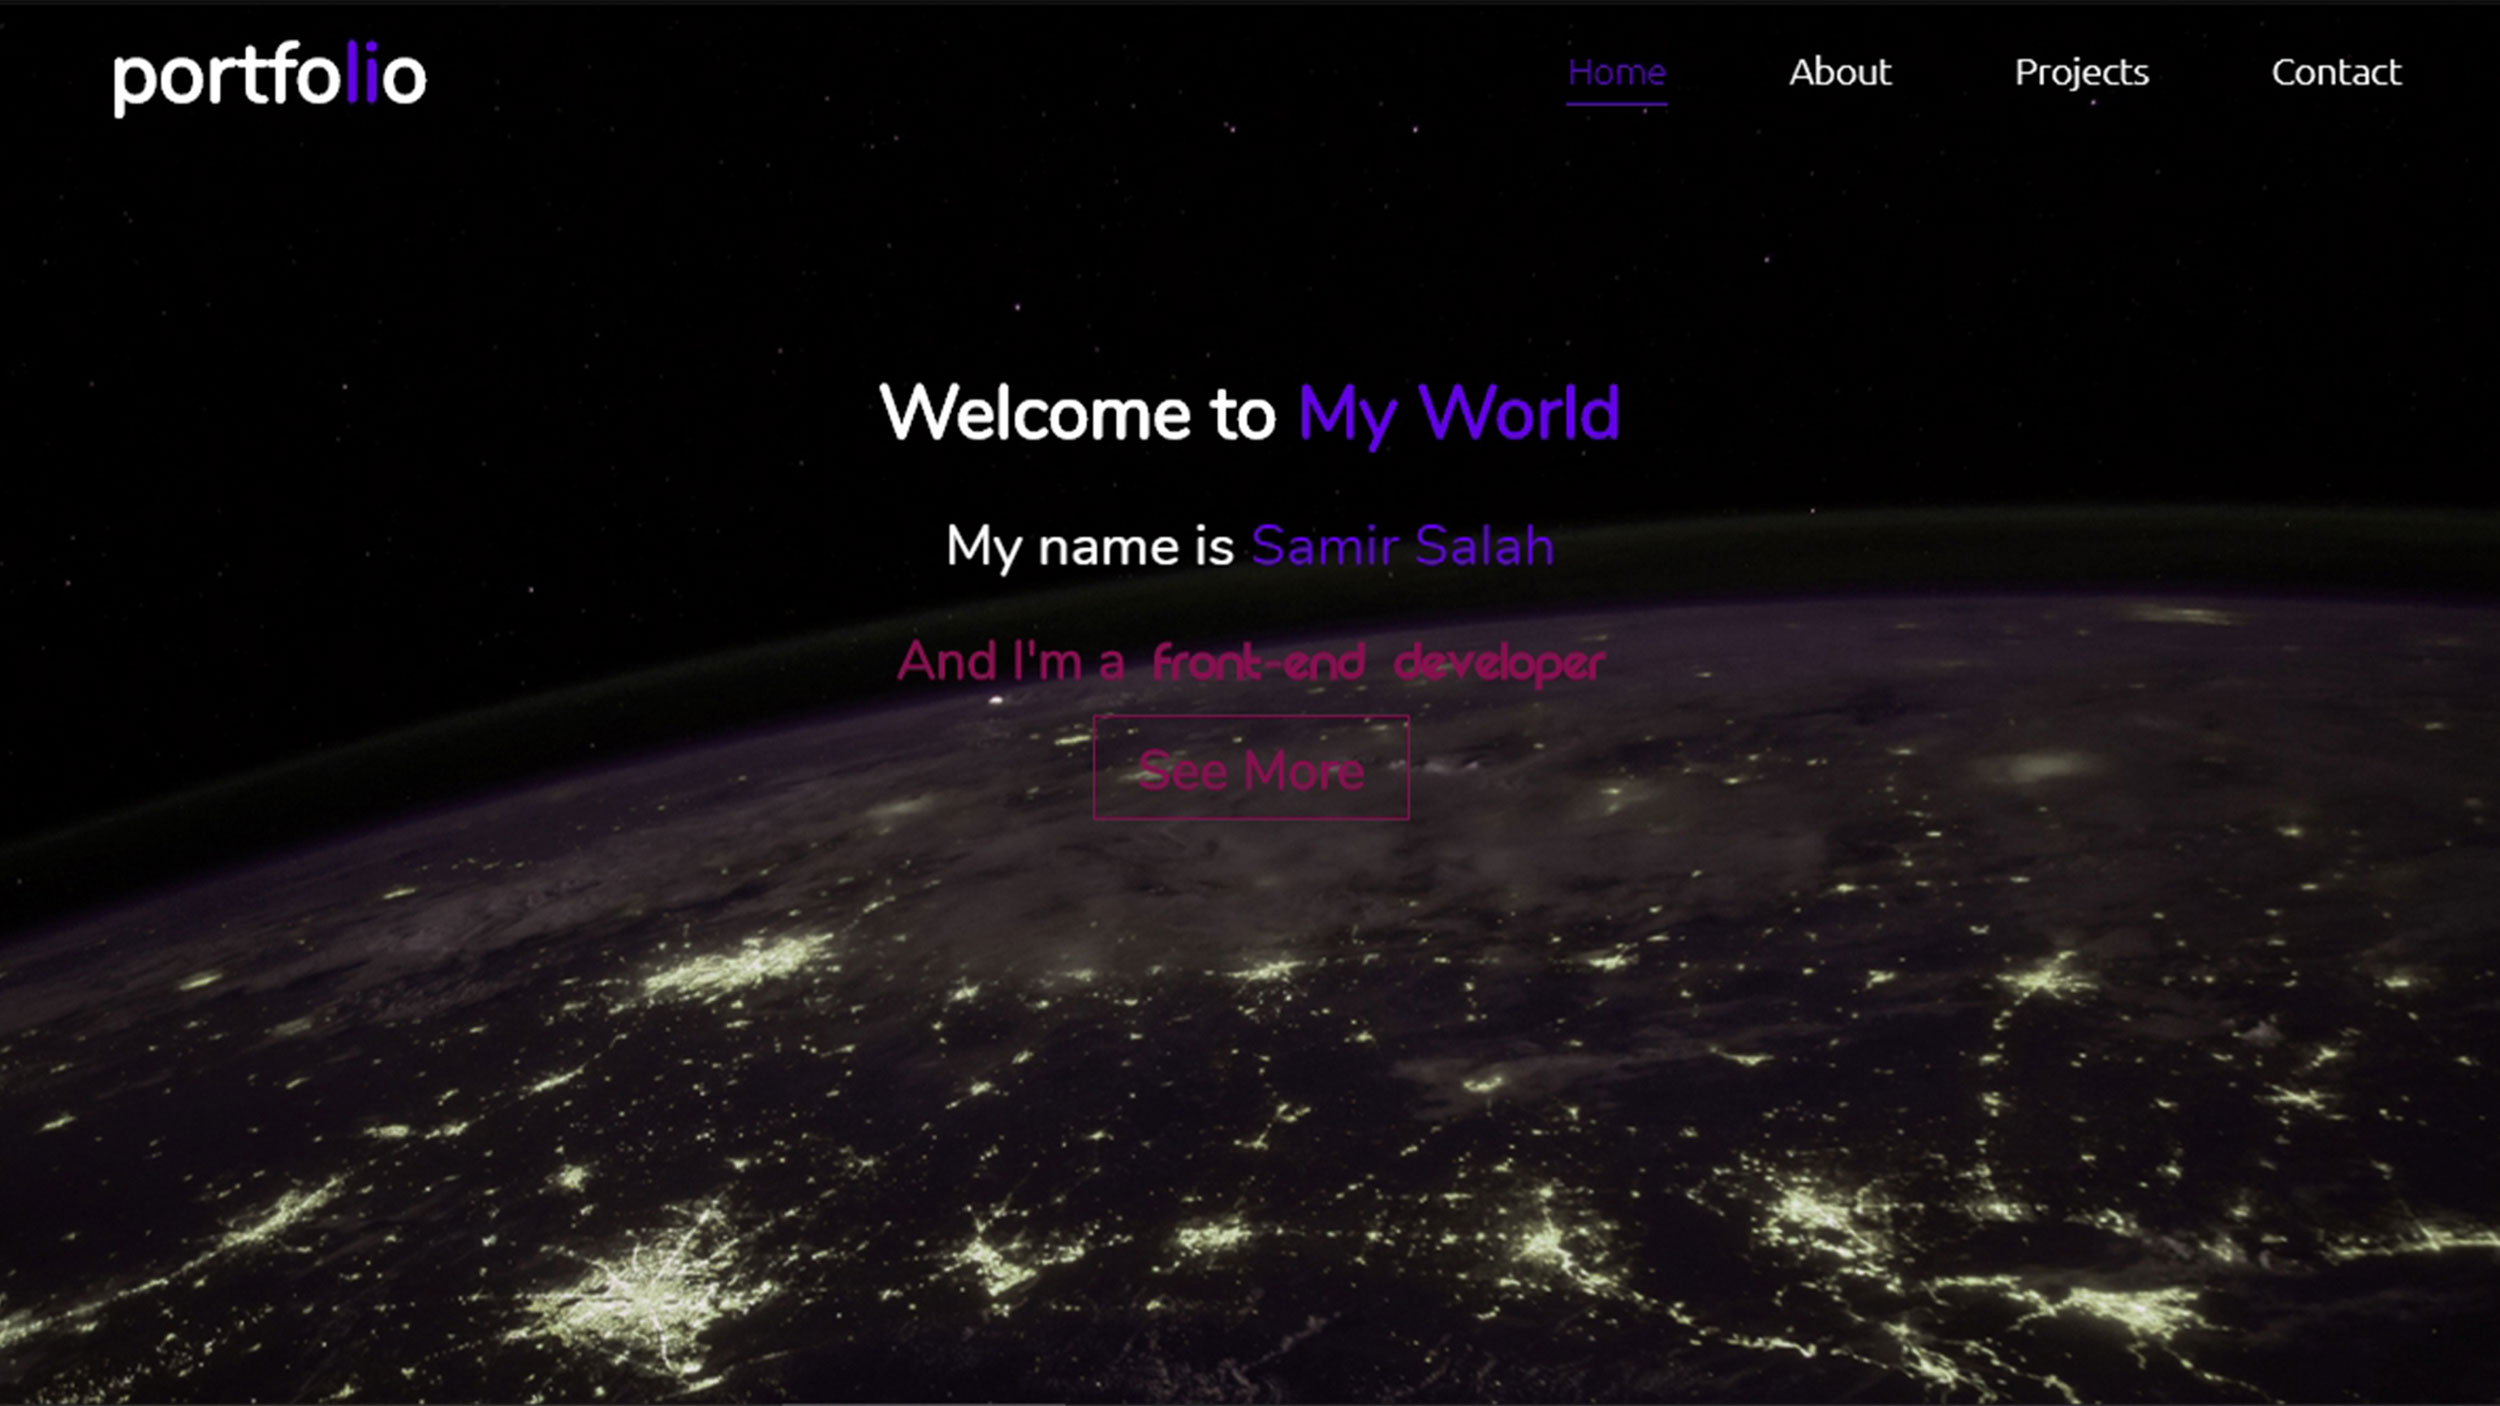 portfolio
Home About Projects Contact
Welcome to My World
My name is Samir Salah
And I'm a front-end developer
See More